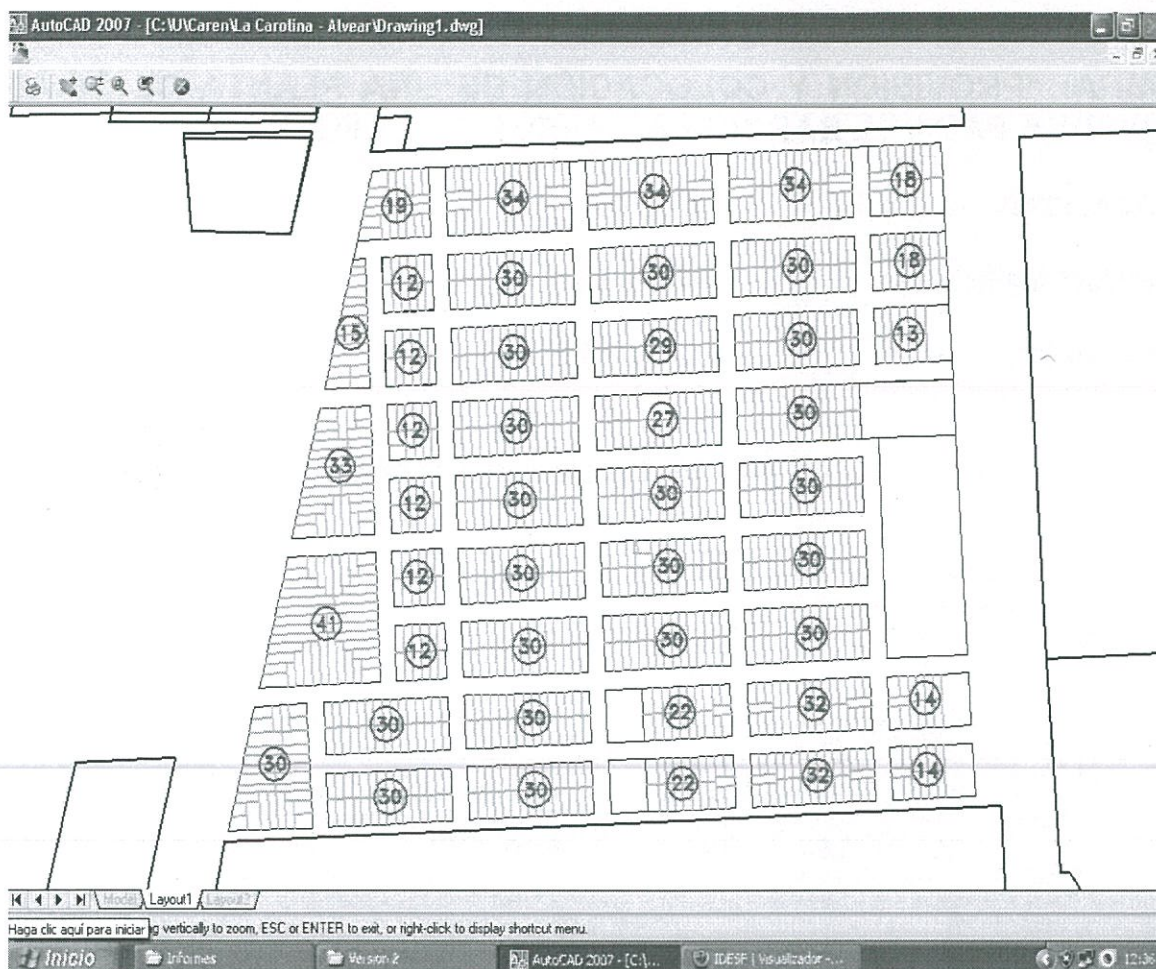 AutoCAD 2007 - [C:\U\Caren\La Carolina - Alvear\Drawing1.dwg]
19 34 34 34 18
12 30 30 30 18
15 12 30 29 30 13
12 30 27 30
33
12 30 30 30
12 30 30 30
41
12 30 30 30
30 30 22 32 14
30
30 30 22 32 14
Model Layout1 Layout2
Haga clic aquí para iniciar g vertically to zoom, ESC or ENTER to exit, or right-click to display shortcut menu.
Inicio Informes Version 2 AutoCAD 2007 - [C:\... IDESF | Visualizador -... 12:36